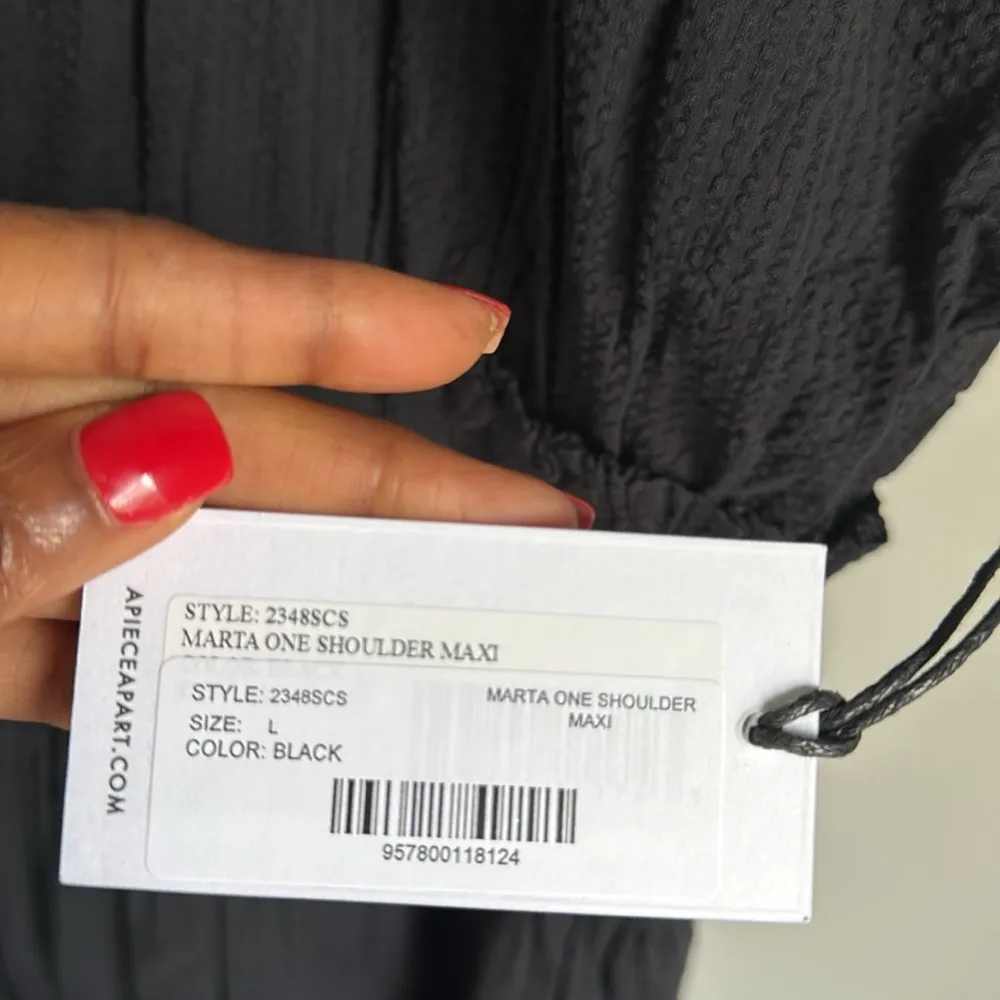 APIECEAPART.COM
STYLE: 2348SCS
MARTA ONE SHOULDER MAXI
STYLE: 2348SCS
SIZE: L
COLOR: BLACK
MARTA ONE SHOULDER
MAXI
957800118124